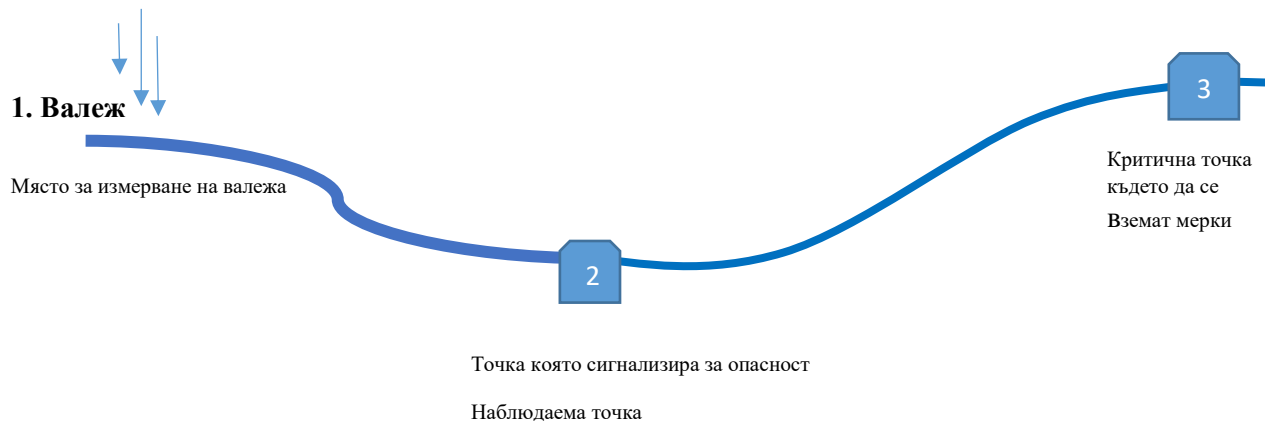 1. Валеж
Място за измерване на валежа
2
Точка която сигнализира за опасност
Наблюдаема точка
3
Критична точка
където да се
Вземат мерки